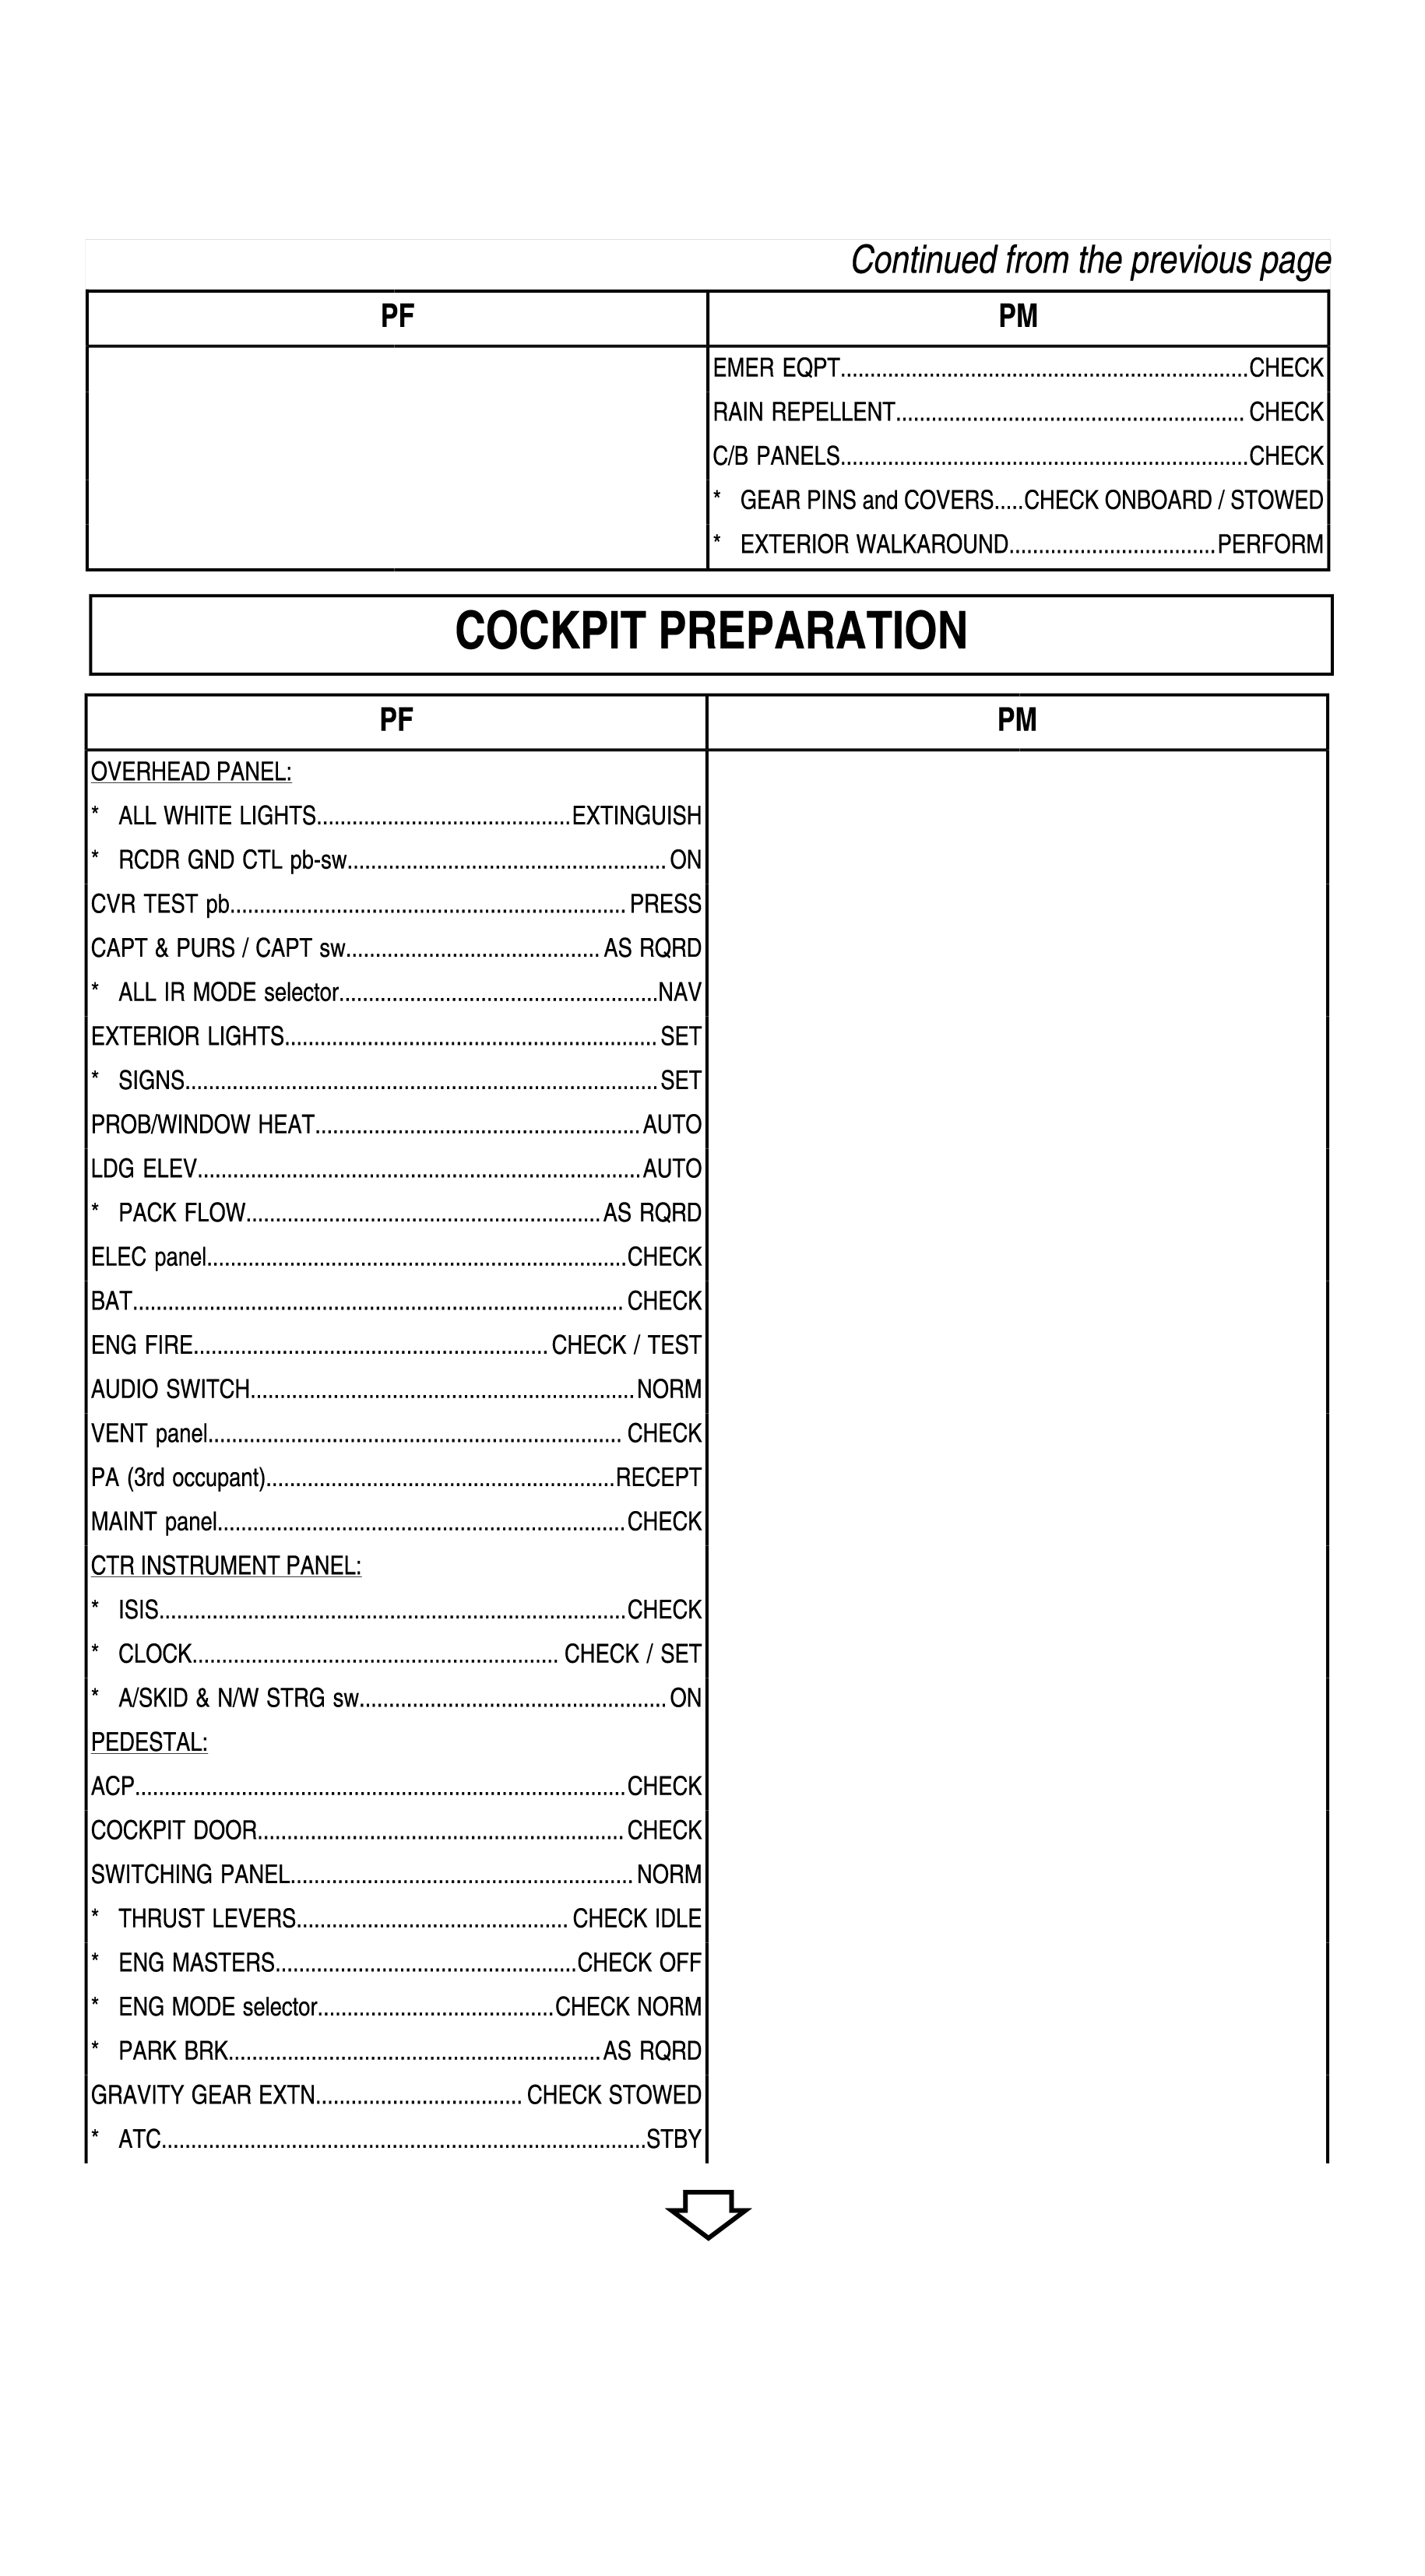 Continued from the previous page
PF PM
EMER EQPT.....................................................................CHECK
RAIN REPELLENT........................................................... CHECK
C/B PANELS.....................................................................CHECK
* GEAR PINS and COVERS.....CHECK ONBOARD / STOWED
* EXTERIOR WALKAROUND...................................PERFORM
COCKPIT PREPARATION
PF PM
OVERHEAD PANEL:
* ALL WHITE LIGHTS...........................................EXTINGUISH
* RCDR GND CTL pb-sw...................................................... ON
CVR TEST pb................................................................... PRESS
CAPT & PURS / CAPT sw........................................... AS RQRD
* ALL IR MODE selector......................................................NAV
EXTERIOR LIGHTS............................................................... SET
* SIGNS................................................................................ SET
PROB/WINDOW HEAT....................................................... AUTO
LDG ELEV........................................................................... AUTO
* PACK FLOW............................................................ AS RQRD
ELEC panel.......................................................................CHECK
BAT................................................................................... CHECK
ENG FIRE............................................................ CHECK / TEST
AUDIO SWITCH................................................................. NORM
VENT panel...................................................................... CHECK
PA (3rd occupant)...........................................................RECEPT
MAINT panel..................................................................... CHECK
CTR INSTRUMENT PANEL:
* ISIS...............................................................................CHECK
* CLOCK.............................................................. CHECK / SET
* A/SKID & N/W STRG sw.................................................... ON
PEDESTAL:
ACP...................................................................................CHECK
COCKPIT DOOR.............................................................. CHECK
SWITCHING PANEL.......................................................... NORM
* THRUST LEVERS.............................................. CHECK IDLE
* ENG MASTERS...................................................CHECK OFF
* ENG MODE selector........................................CHECK NORM
* PARK BRK...............................................................AS RQRD
GRAVITY GEAR EXTN................................... CHECK STOWED
* ATC..................................................................................STBY